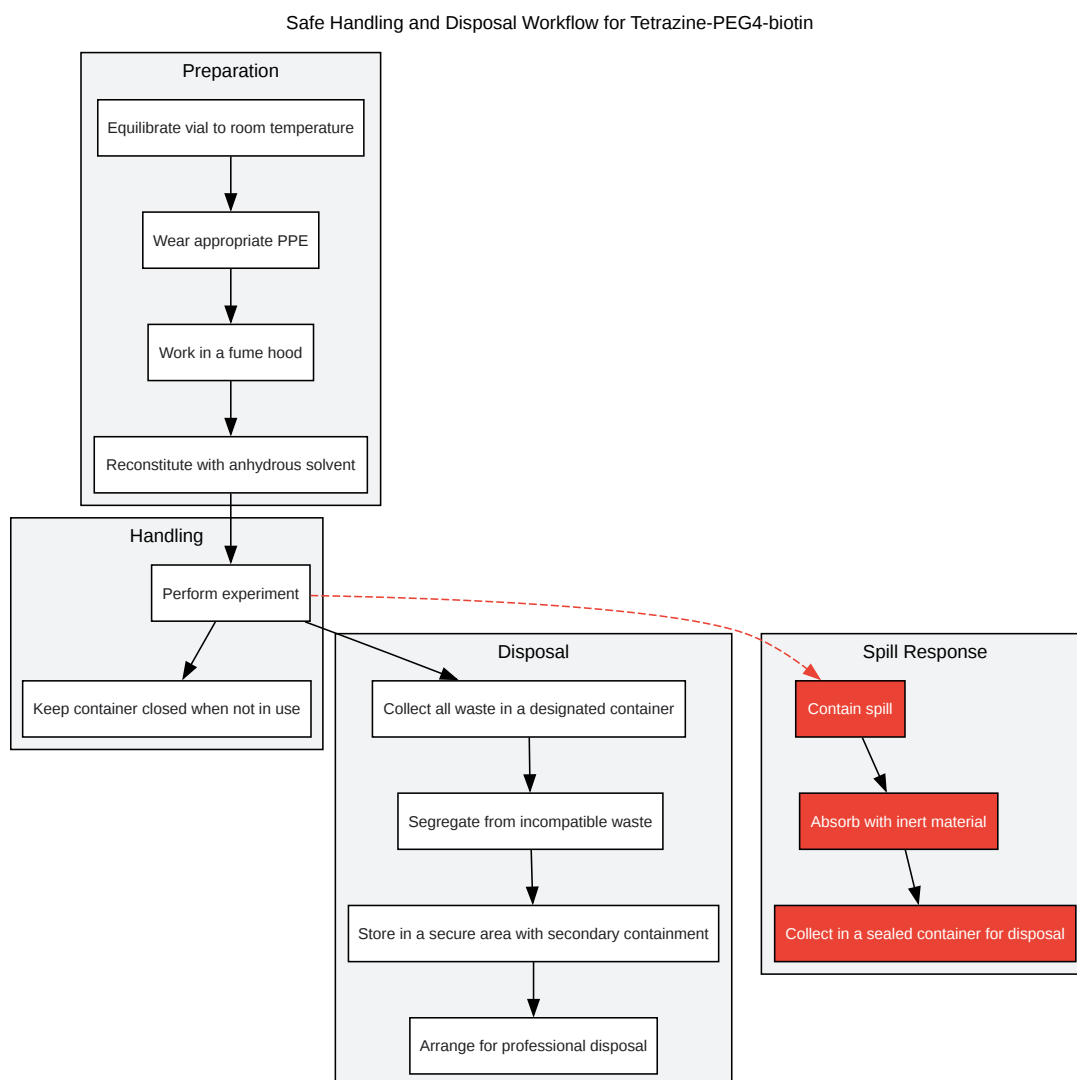 Safe Handling and Disposal Workflow for Tetrazine-PEG4-biotin
Preparation
Equilibrate vial to room temperature
Wear appropriate PPE
Work in a fume hood
Reconstitute with anhydrous solvent
Handling
Perform experiment
Keep container closed when not in use
Disposal
Collect all waste in a designated container
Segregate from incompatible waste
Store in a secure area with secondary containment
Arrange for professional disposal
Spill Response
Contain spill
Absorb with inert material
Collect in a sealed container for disposal